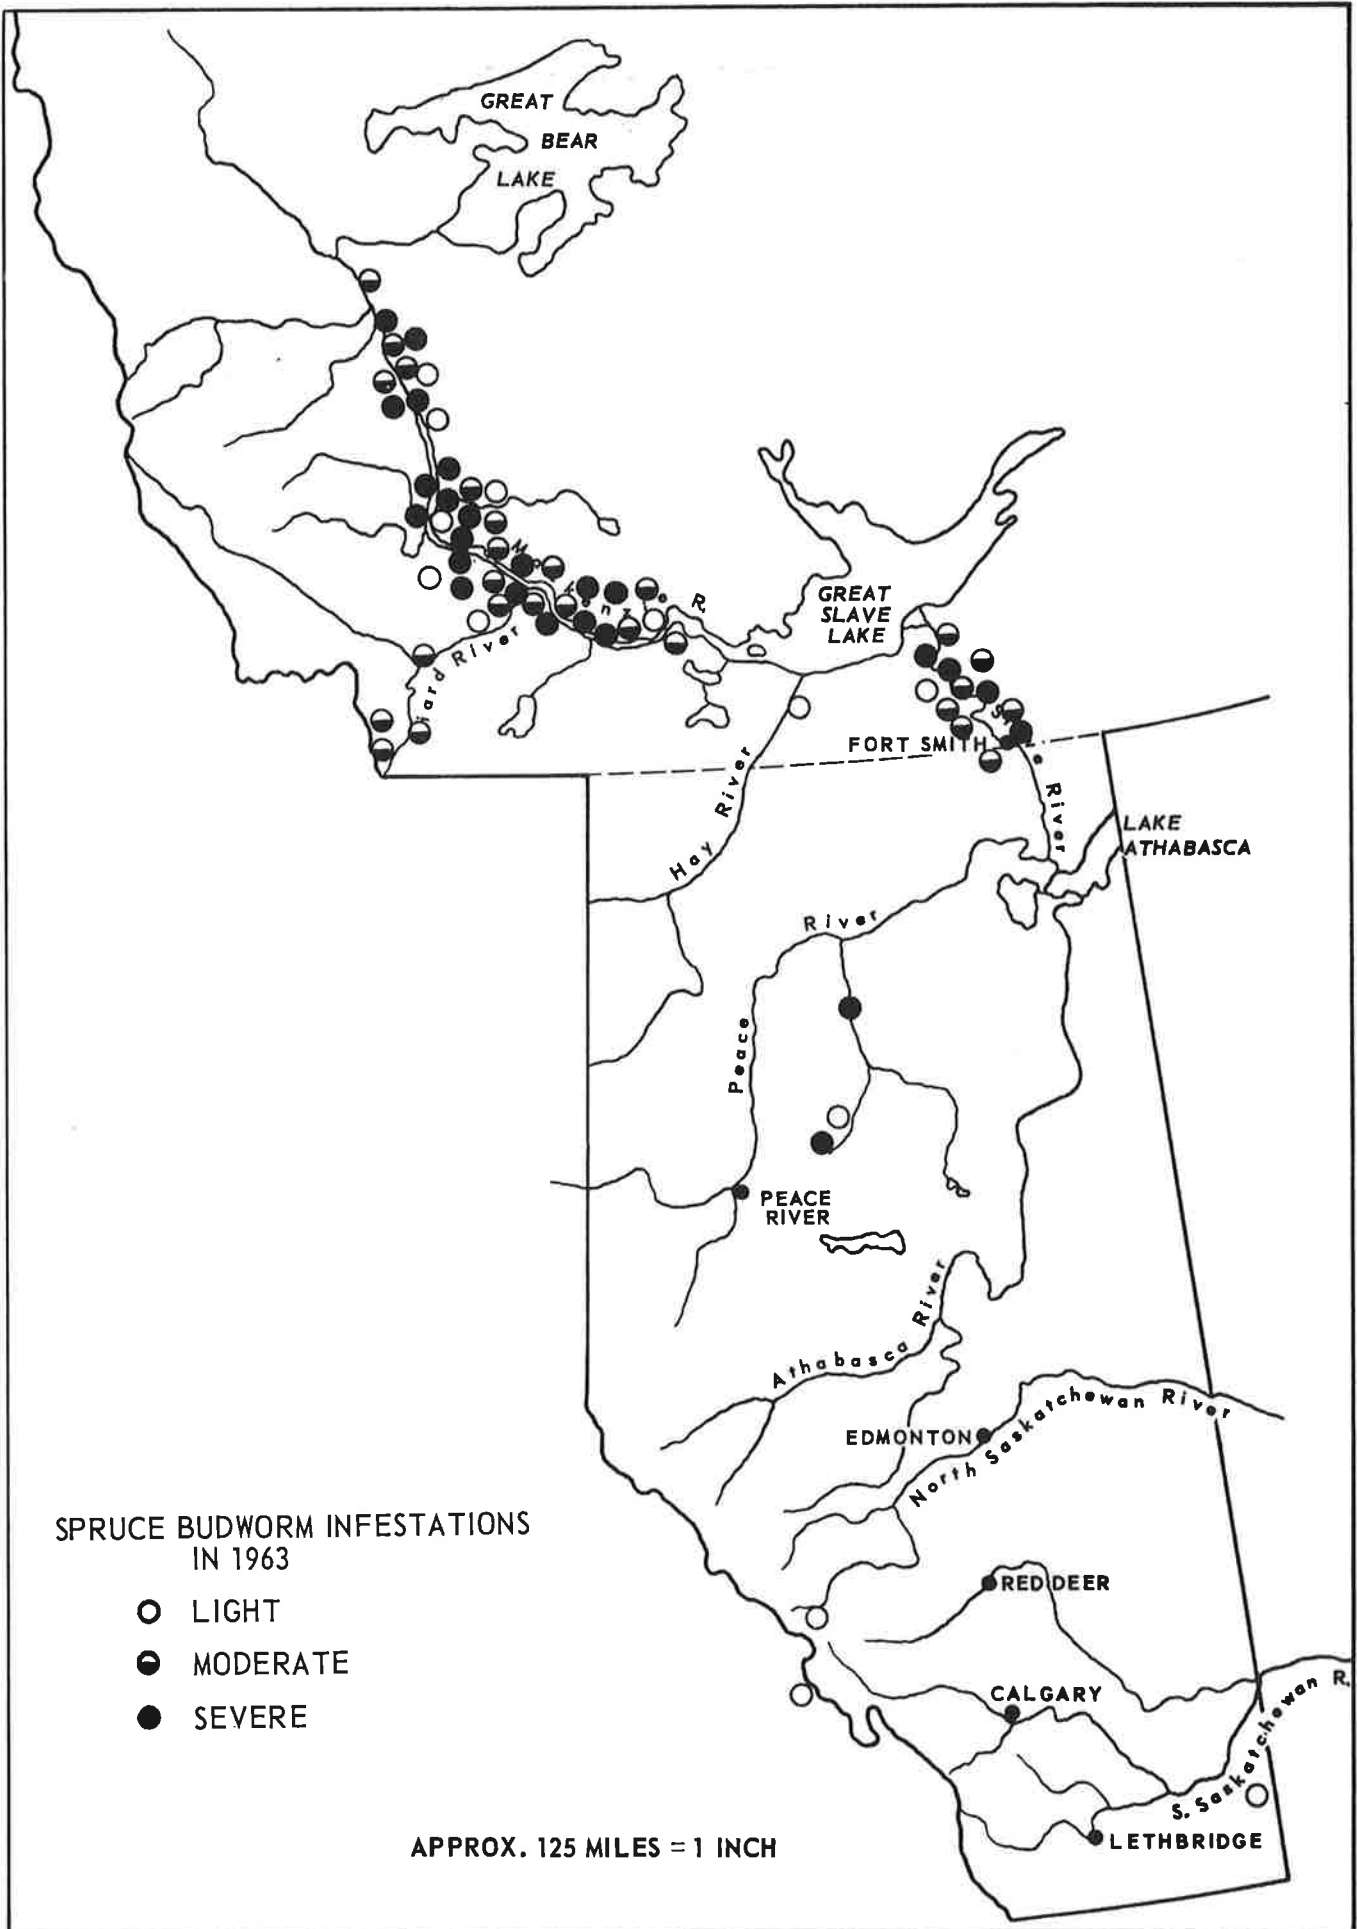 GREAT
BEAR
LAKE
R.
GREAT
SLAVE
LAKE
River
FORT SMITH
River
Hay River
LAKE
ATHABASCA
Peace River
PEACE
RIVER
Athabasca River
EDMONTON
North Saskatchewan River
SPRUCE BUDWORM INFESTATIONS
IN 1963
LIGHT
MODERATE
SEVERE
RED DEER
CALGARY
S. Saskatchewan R.
LETHBRIDGE
APPROX. 125 MILES = 1 INCH